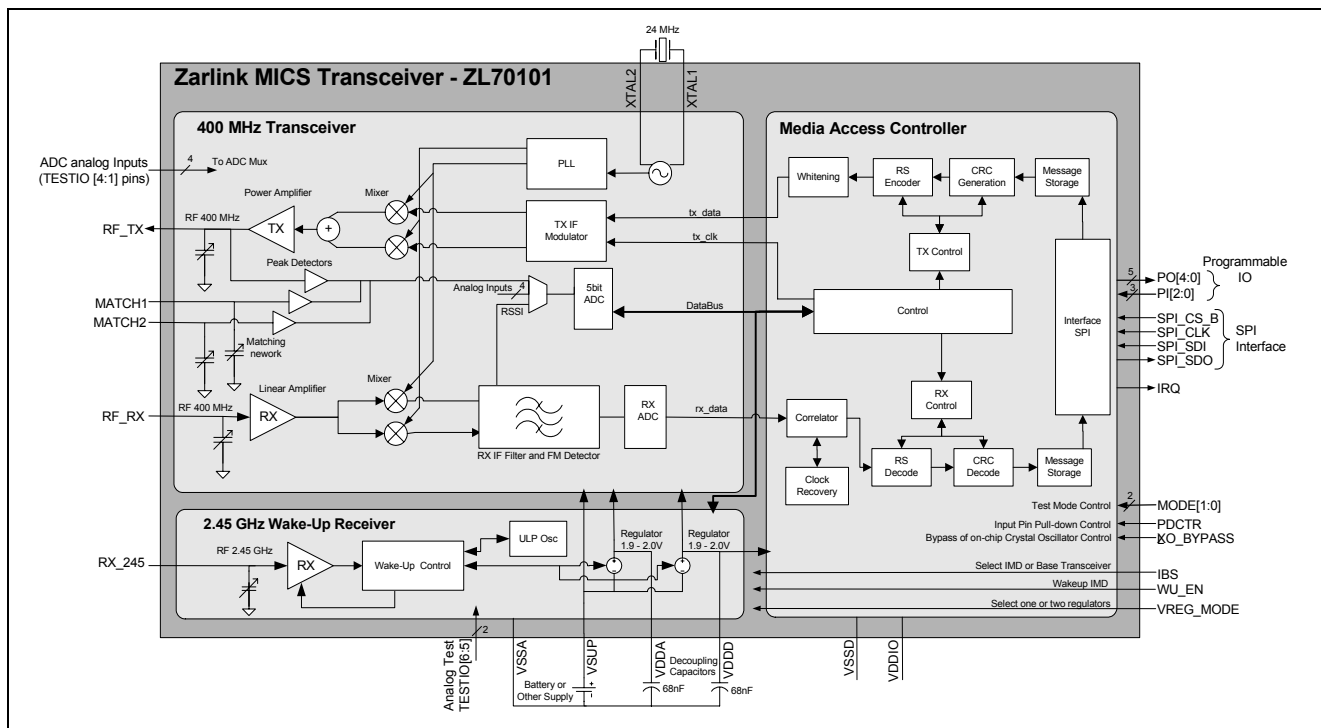 24 MHz
Zarlink MICS Transceiver - ZL70101
XTAL2
XTAL1
400 MHz Transceiver
Media Access Controller
ADC analog Inputs
(TESTIO [4:1] pins)
4
To ADC Mux
PLL
Power Amplifier
Mixer
RF 400 MHz
TX
+
RF_TX
TX IF
Modulator
tx_data
tx_clk
Whitening
RS
Encoder
CRC
Generation
Message
Storage
TX Control
Peak Detectors
Analog Inputs
4
RSSI
5bit
ADC
DataBus
Control
Interface
SPI
MATCH1
MATCH2
Matching
nework
5
PO[4:0]
3
PI[2:0]
Programmable
IO
SPI_CS_B
SPI_CLK
SPI_SDI
SPI_SDO
SPI
Interface
IRQ
Linear Amplifier
Mixer
RF 400 MHz
RX
RF_RX
RX IF Filter and FM Detector
RX
ADC
rx_data
Correlator
Clock
Recovery
RX
Control
RS
Decode
CRC
Decode
Message
Storage
2.45 GHz Wake-Up Receiver
RX_245
RF 2.45 GHz
RX
Wake-Up Control
ULP Osc
Regulator
1.9 - 2.0V
Regulator
1.9 - 2.0V
Test Mode Control
2
MODE[1:0]
Input Pin Pull-down Control
PDCTR
Bypass of on-chip Crystal Oscillator Control
XO_BYPASS
Select IMD or Base Transceiver
IBS
Wakeup IMD
WU_EN
Select one or two regulators
VREG_MODE
2
Analog Test
TESTIO[6:5]
VSSA
VSUP
VDDA
VDDD
VSSD
VDDIO
Battery or
Other Supply
+
-
68nF
Decoupling
Capacitors
68nF